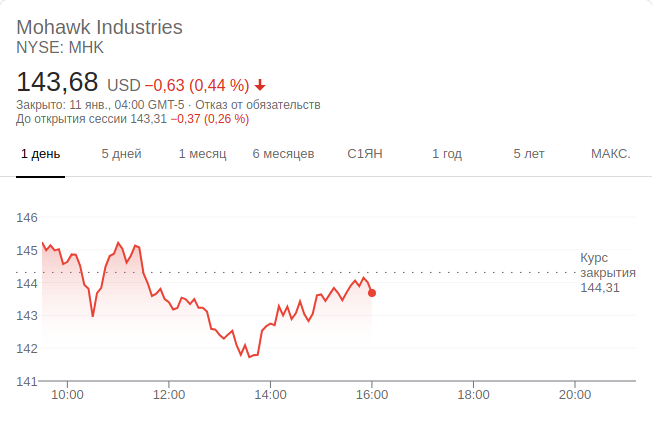 Mohawk Industries
NYSE: MHK
143,68 USD −0,63 (0,44 %)
Закрыто: 11 янв., 04:00 GMT-5 · Отказ от обязательств
До открытия сессии 143,31 −0,37 (0,26 %)
1 день 5 дней 1 месяц 6 месяцев С1ЯН 1 год 5 лет МАКС.
146
145
144
143
142
141
Курс
закрытия
144,31
10:00 12:00 14:00 16:00 18:00 20:00